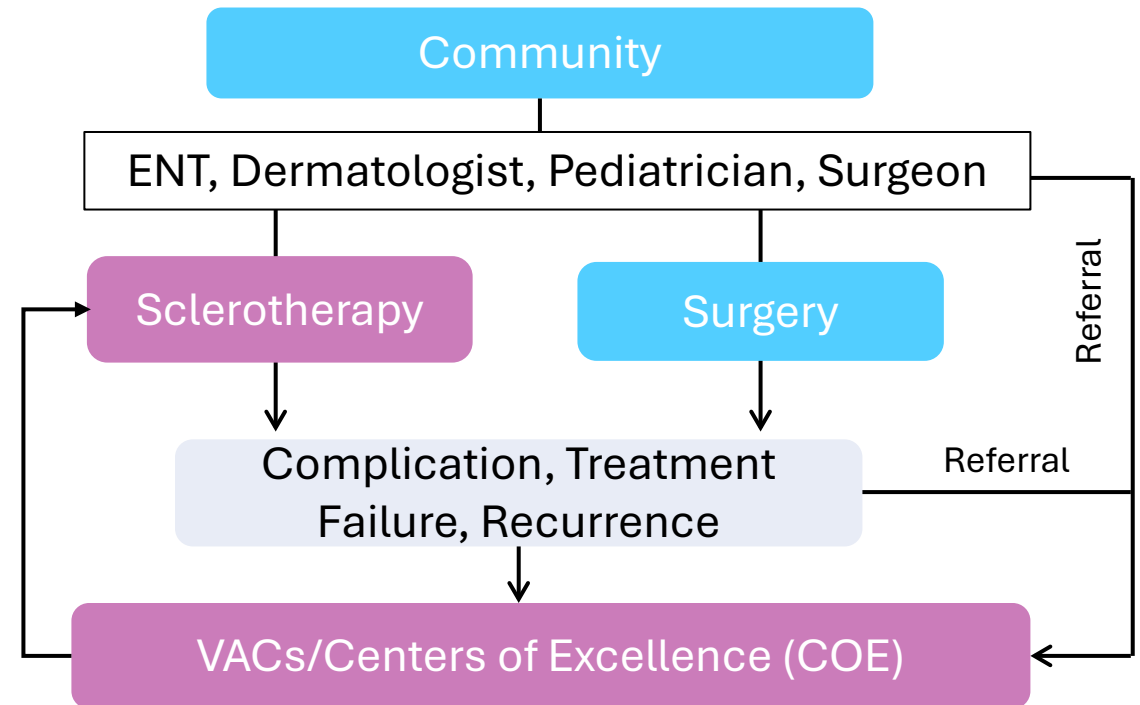 Community
ENT, Dermatologist, Pediatrician, Surgeon
Sclerotherapy
Surgery
Referral
Complication, Treatment
Failure, Recurrence
Referral
VACs/Centers of Excellence (COE)